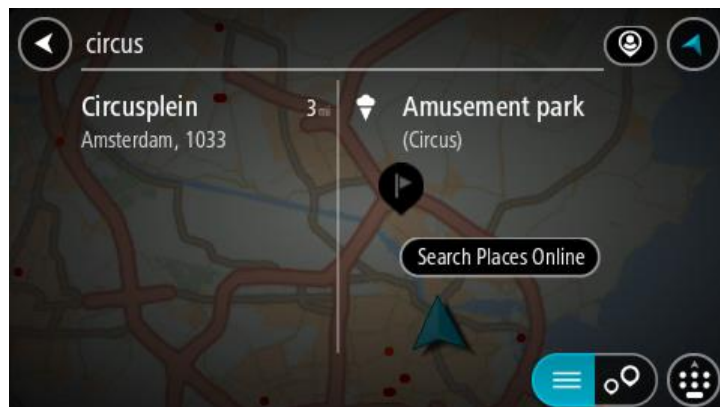 circus
Circusplein 3 mi
Amsterdam, 1033
Amusement park
(Circus)
Search Places Online